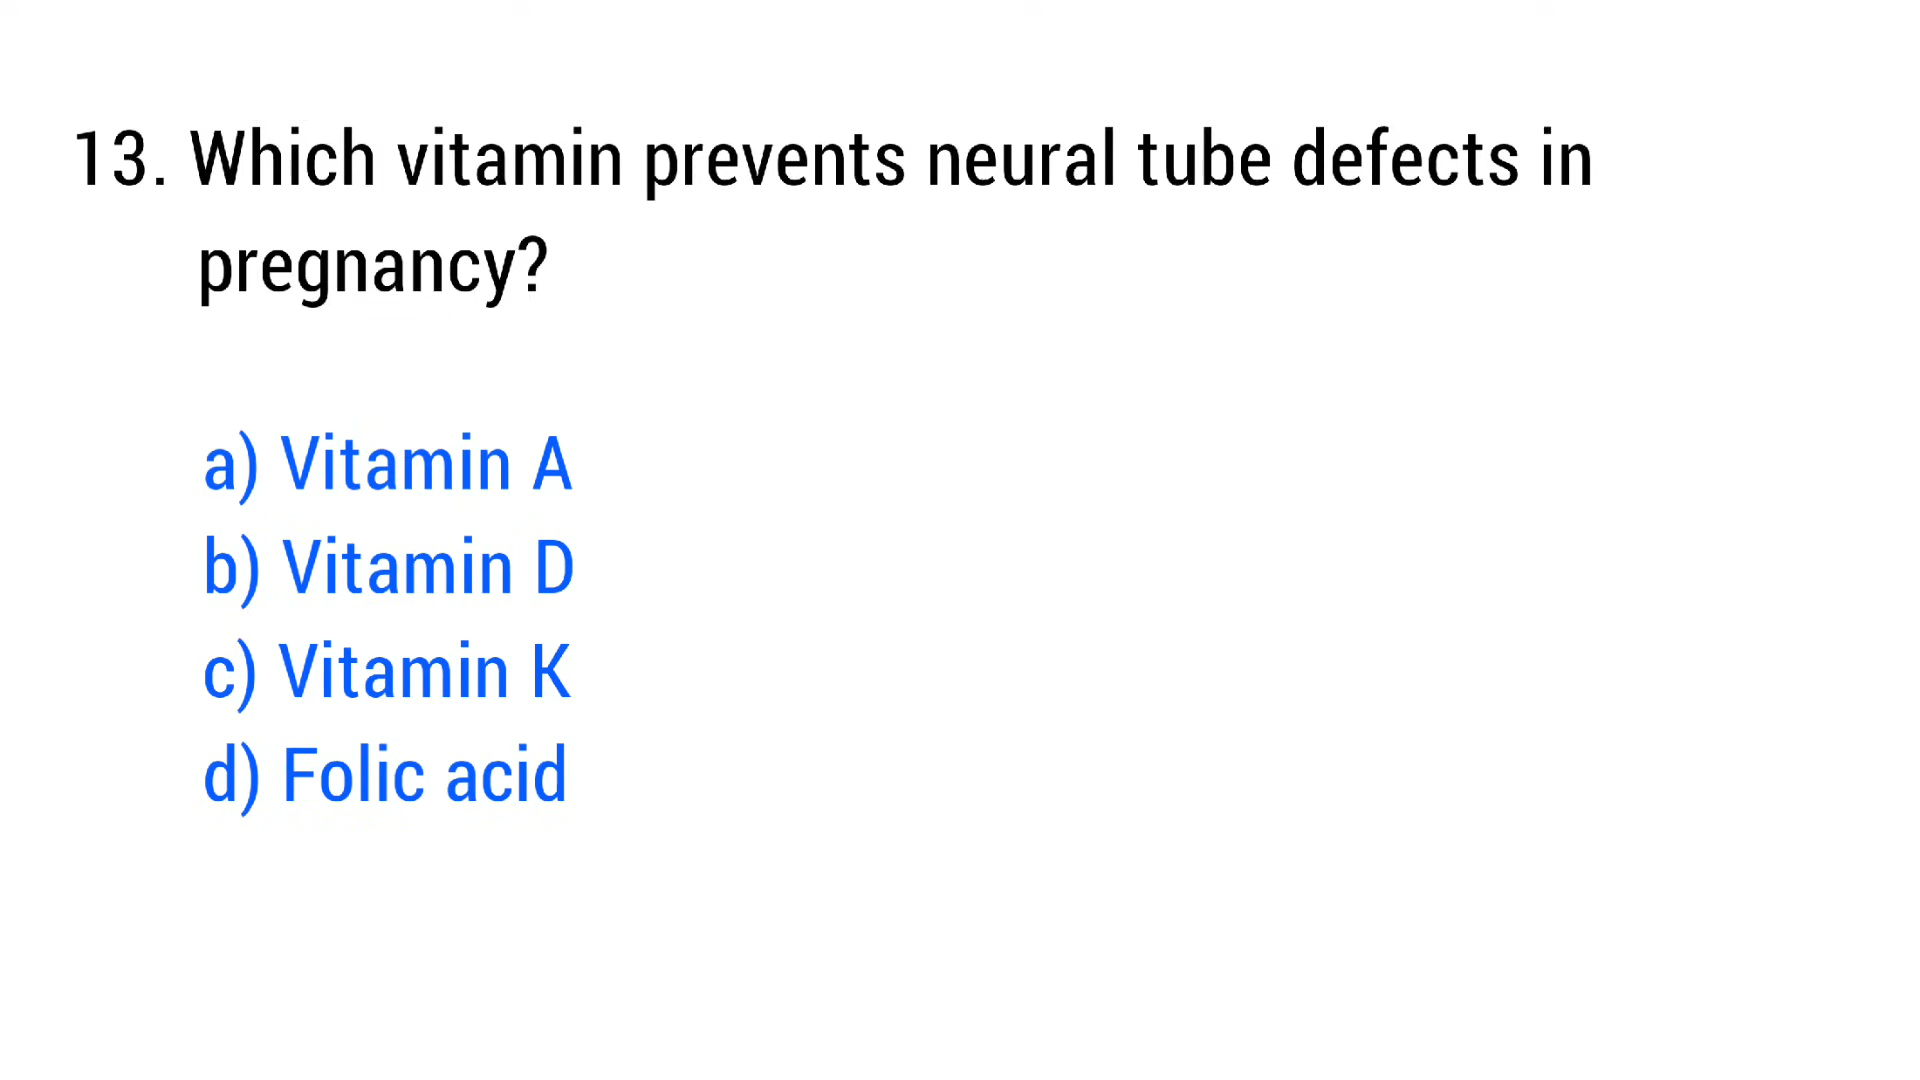 13. Which vitamin prevents neural tube defects in
pregnancy?
a) Vitamin A
b) Vitamin D
c) Vitamin K
d) Folic acid